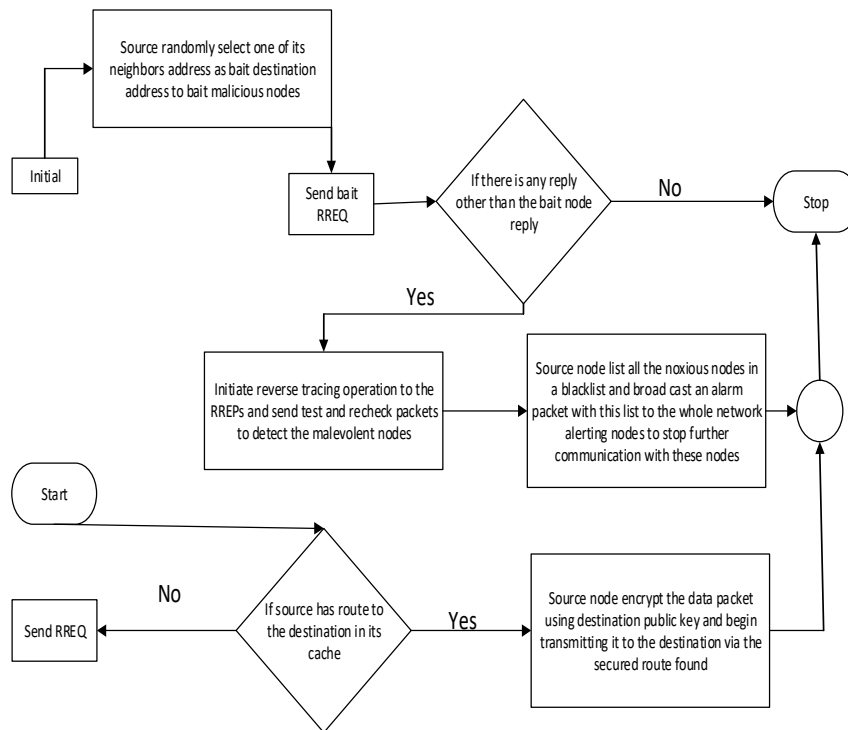 Source randomly select one of its
neighbors address as bait destination
address to bait malicious nodes
Initial
Send bait
RREQ
If there is any reply
other than the bait node
reply
No
Stop
Yes
Initiate reverse tracing operation to the
RREPs and send test and recheck packets
to detect the malevolent nodes
Source node list all the noxious nodes in
a blacklist and broad cast an alarm
packet with this list to the whole network
alerting nodes to stop further
communication with these nodes
Start
If source has route to
the destination in its
cache
No
Send RREQ
Yes
Source node encrypt the data packet
using destination public key and begin
transmitting it to the destination via the
secured route found